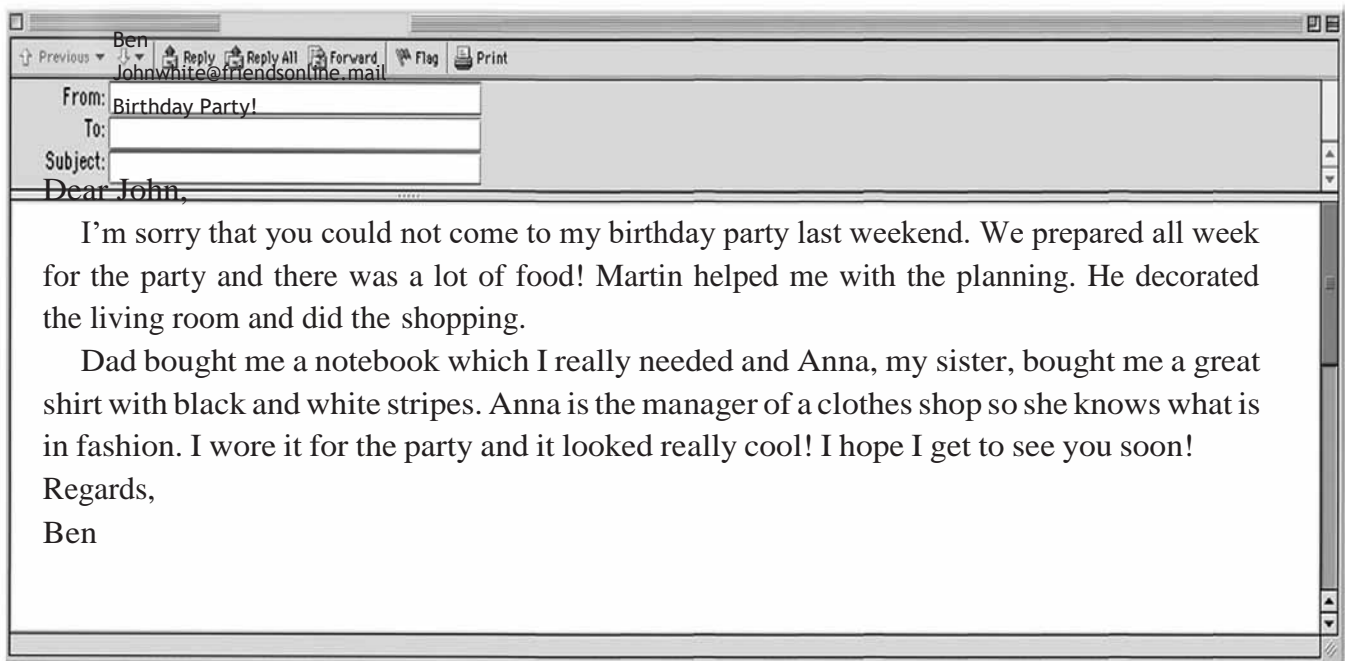 Previous Reply Reply All Forward Flag Print
Ben
Johnwhite@friendsonline.mail
Birthday Party!
From:
To:
Subject:
Dear John,
I’m sorry that you could not come to my birthday party last weekend. We prepared all week
for the party and there was a lot of food! Martin helped me with the planning. He decorated
the living room and did the shopping.
Dad bought me a notebook which I really needed and Anna, my sister, bought me a great
shirt with black and white stripes. Anna is the manager of a clothes shop so she knows what is
in fashion. I wore it for the party and it looked really cool! I hope I get to see you soon!
Regards,
Ben